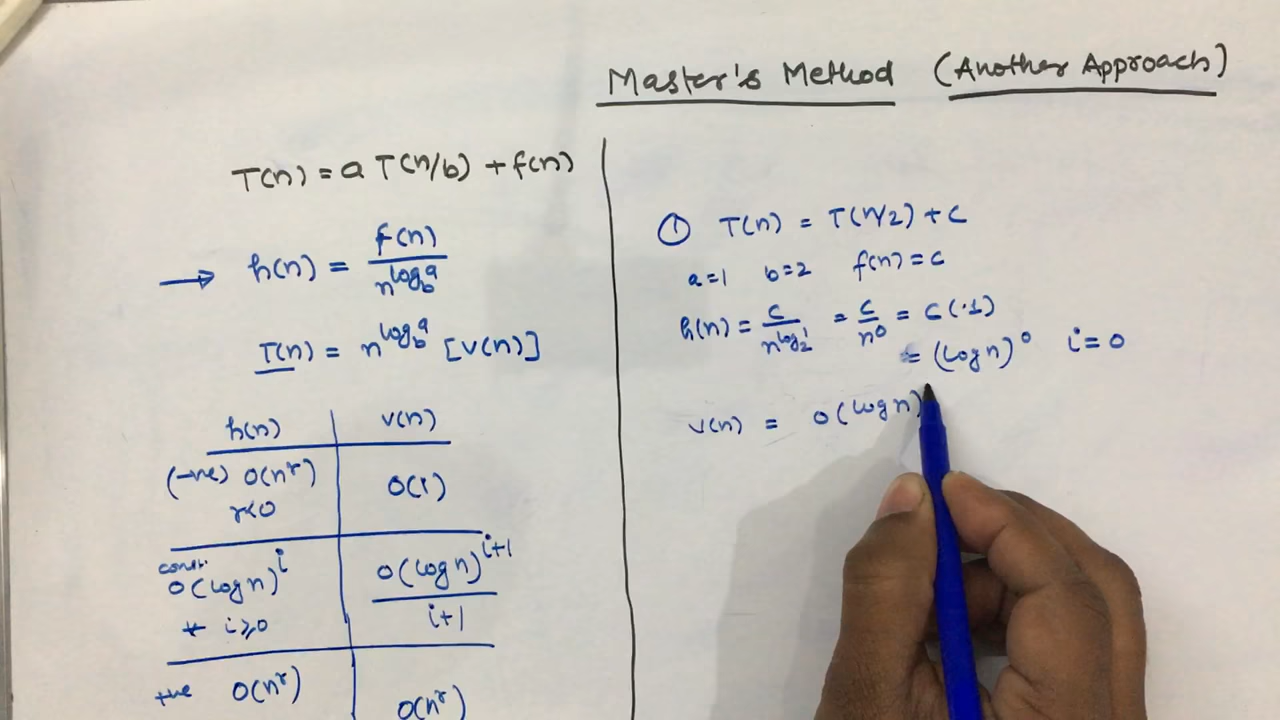 Master's Method (Another Approach)
T(n) = a T(n/b) + f(n)
→ h(n) = f(n) / n^log_b^a
T(n) = n^log_b^a [v(n)]
h(n) | v(n)
(-ve) O(n^r) r<0 | O(1)
const. O(log n)^i * i≥0 | O(log n)^i+1 / i+1
+ve O(n^r) | O(n^r)
① T(n) = T(n/2) + C
a=1 b=2 f(n) = C
h(n) = C / n^log_2^1 = C / n^0 = C(·1)
= (log n)^0 i=0
v(n) = O(log n)